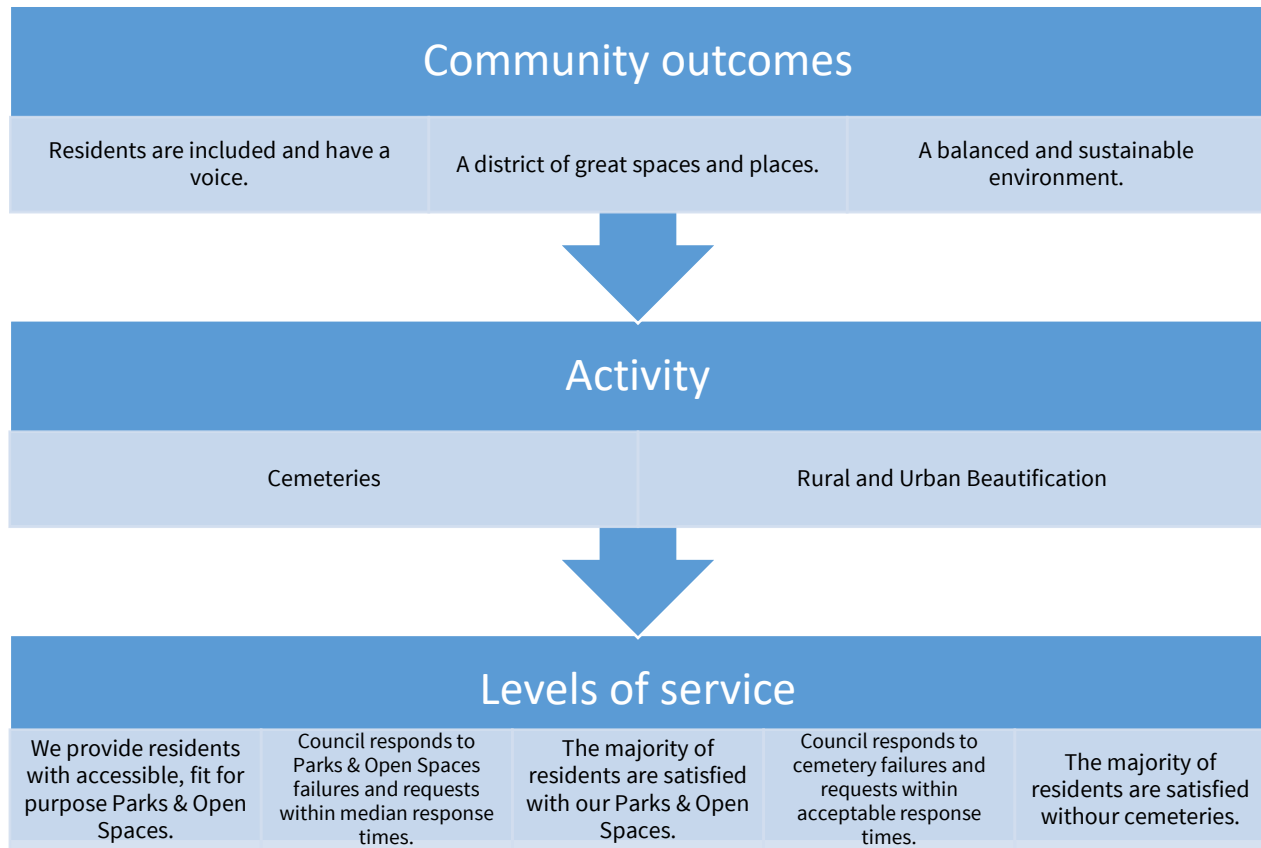 Community outcomes
Residents are included and have a
voice.
A district of great spaces and places.
A balanced and sustainable
environment.
Activity
Cemeteries
Rural and Urban Beautification
Levels of service
We provide residents
with accessible, fit for
purpose Parks & Open
Spaces.
Council responds to
Parks & Open Spaces
failures and requests
within median response
times.
The majority of
residents are satisfied
with our Parks & Open
Spaces.
Council responds to
cemetery failures and
requests within
acceptable response
times.
The majority of
residents are satisfied
withour cemeteries.